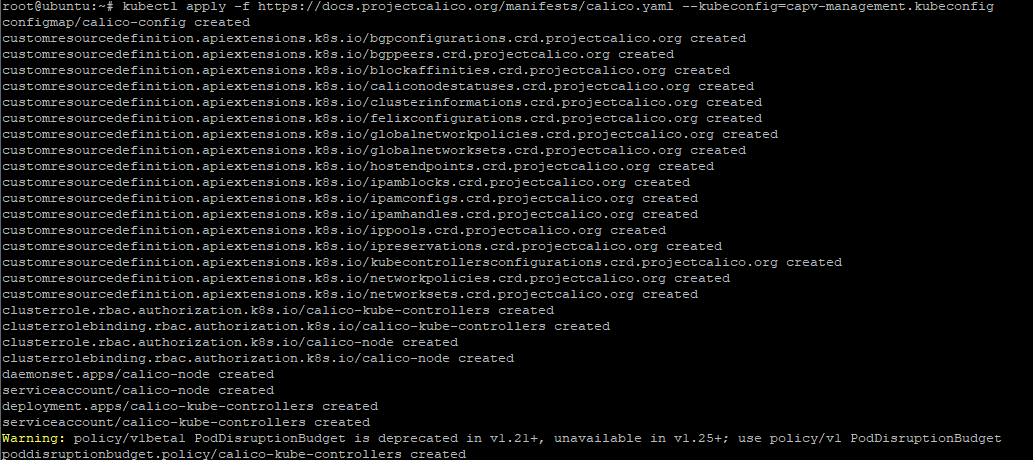 root@ubuntu:~# kubectl apply -f https://docs.projectcalico.org/manifests/calico.yaml --kubeconfig=capv-management.kubeconfig
configmap/calico-config created
customresourcedefinition.apiextensions.k8s.io/bgpconfigurations.crd.projectcalico.org created
customresourcedefinition.apiextensions.k8s.io/bgppeers.crd.projectcalico.org created
customresourcedefinition.apiextensions.k8s.io/blockaffinities.crd.projectcalico.org created
customresourcedefinition.apiextensions.k8s.io/caliconodestatuses.crd.projectcalico.org created
customresourcedefinition.apiextensions.k8s.io/clusterinformations.crd.projectcalico.org created
customresourcedefinition.apiextensions.k8s.io/felixconfigurations.crd.projectcalico.org created
customresourcedefinition.apiextensions.k8s.io/globalnetworkpolicies.crd.projectcalico.org created
customresourcedefinition.apiextensions.k8s.io/globalnetworksets.crd.projectcalico.org created
customresourcedefinition.apiextensions.k8s.io/hostendpoints.crd.projectcalico.org created
customresourcedefinition.apiextensions.k8s.io/ipamblocks.crd.projectcalico.org created
customresourcedefinition.apiextensions.k8s.io/ipamconfigs.crd.projectcalico.org created
customresourcedefinition.apiextensions.k8s.io/ipamhandles.crd.projectcalico.org created
customresourcedefinition.apiextensions.k8s.io/ippools.crd.projectcalico.org created
customresourcedefinition.apiextensions.k8s.io/ipreservations.crd.projectcalico.org created
customresourcedefinition.apiextensions.k8s.io/kubecontrollersconfigurations.crd.projectcalico.org created
customresourcedefinition.apiextensions.k8s.io/networkpolicies.crd.projectcalico.org created
customresourcedefinition.apiextensions.k8s.io/networksets.crd.projectcalico.org created
clusterrole.rbac.authorization.k8s.io/calico-kube-controllers created
clusterrolebinding.rbac.authorization.k8s.io/calico-kube-controllers created
clusterrole.rbac.authorization.k8s.io/calico-node created
clusterrolebinding.rbac.authorization.k8s.io/calico-node created
daemonset.apps/calico-node created
serviceaccount/calico-node created
deployment.apps/calico-kube-controllers created
serviceaccount/calico-kube-controllers created
Warning: policy/v1beta1 PodDisruptionBudget is deprecated in v1.21+, unavailable in v1.25+; use policy/v1 PodDisruptionBudget
poddisruptionbudget.policy/calico-kube-controllers created